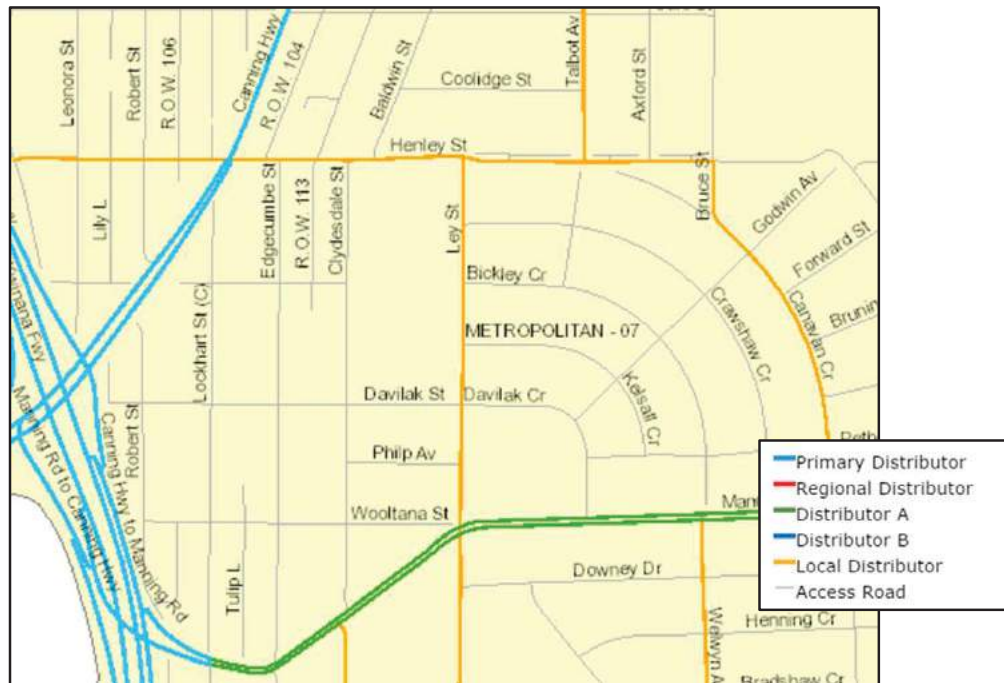 Leonora St
Robert St
R.O.W. 106
Canning Hwy
R.O.W. 104
Baldwin St
Coolidge St
Talbot Av
Axford St
Henley St
Lily L
Edgecumbe St
R.O.W. 113
Clydesdale St
Ley St
Bruce St
Godwin Av
Forward St
Bickley Cr
Kwinana Fwy
Lockhart St (C)
METROPOLITAN - 07
Crawshaw Cr
Canavan Cr
Davilak St
Davilak Cr
Kelsall Cr
Manning Rd to Canning Hwy
Canning Hwy to Manning Rd
Robert St
Philp Av
Wooltana St
Tulip L
Downey Dr
Henning Cr
Bradshaw Cr
Primary Distributor
Regional Distributor
Distributor A
Distributor B
Local Distributor
Access Road